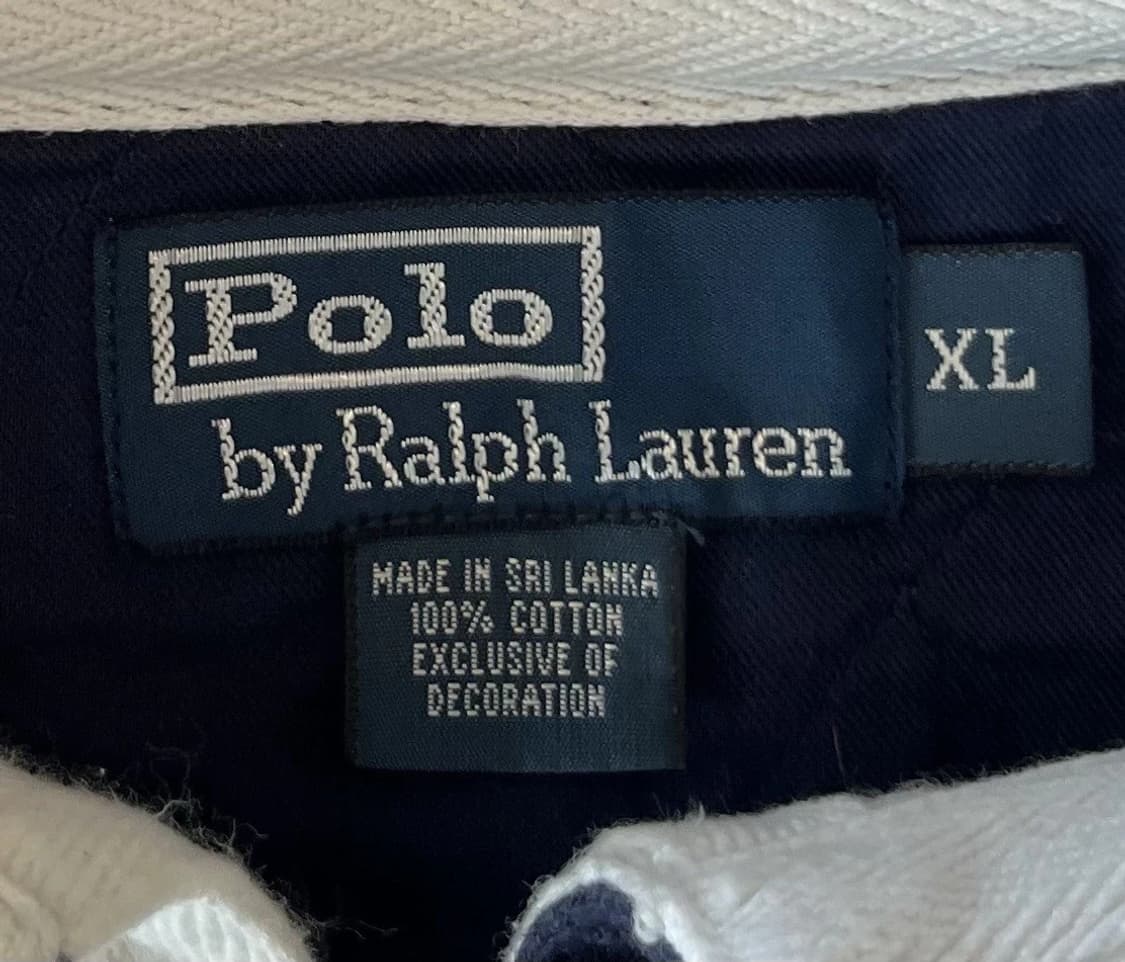 Polo
by Ralph Lauren
XL
MADE IN SRI LANKA
100% COTTON
EXCLUSIVE OF
DECORATION